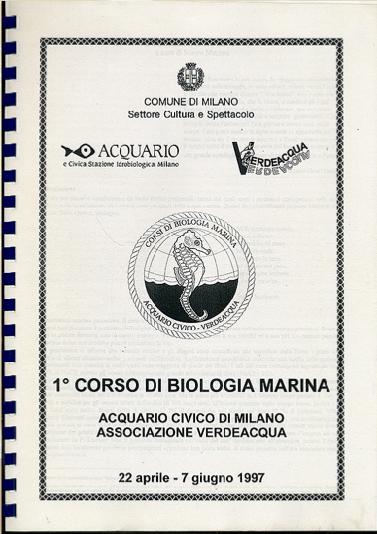 COMUNE DI MILANO
Settore Cultura e Spettacolo
ACQUARIO
e Civica Stazione Idrobiologica Milano
VERDEACQUA
VERDEACQUA
CORSI DI BIOLOGIA MARINA
ACQUARIO CIVICO - VERDEACQUA
1° CORSO DI BIOLOGIA MARINA
ACQUARIO CIVICO DI MILANO
ASSOCIAZIONE VERDEACQUA
22 aprile - 7 giugno 1997